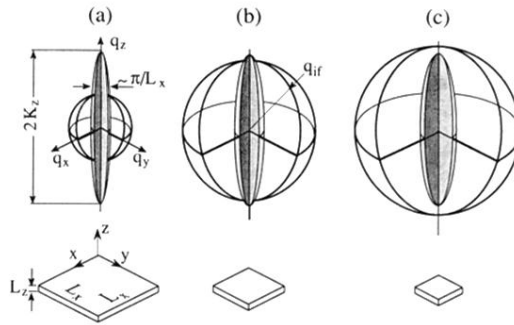 (a) (b) (c)
q_z
q_if
~π/L_x
2K_z
q_x q_y
z
x y
L_z
L_x L_x